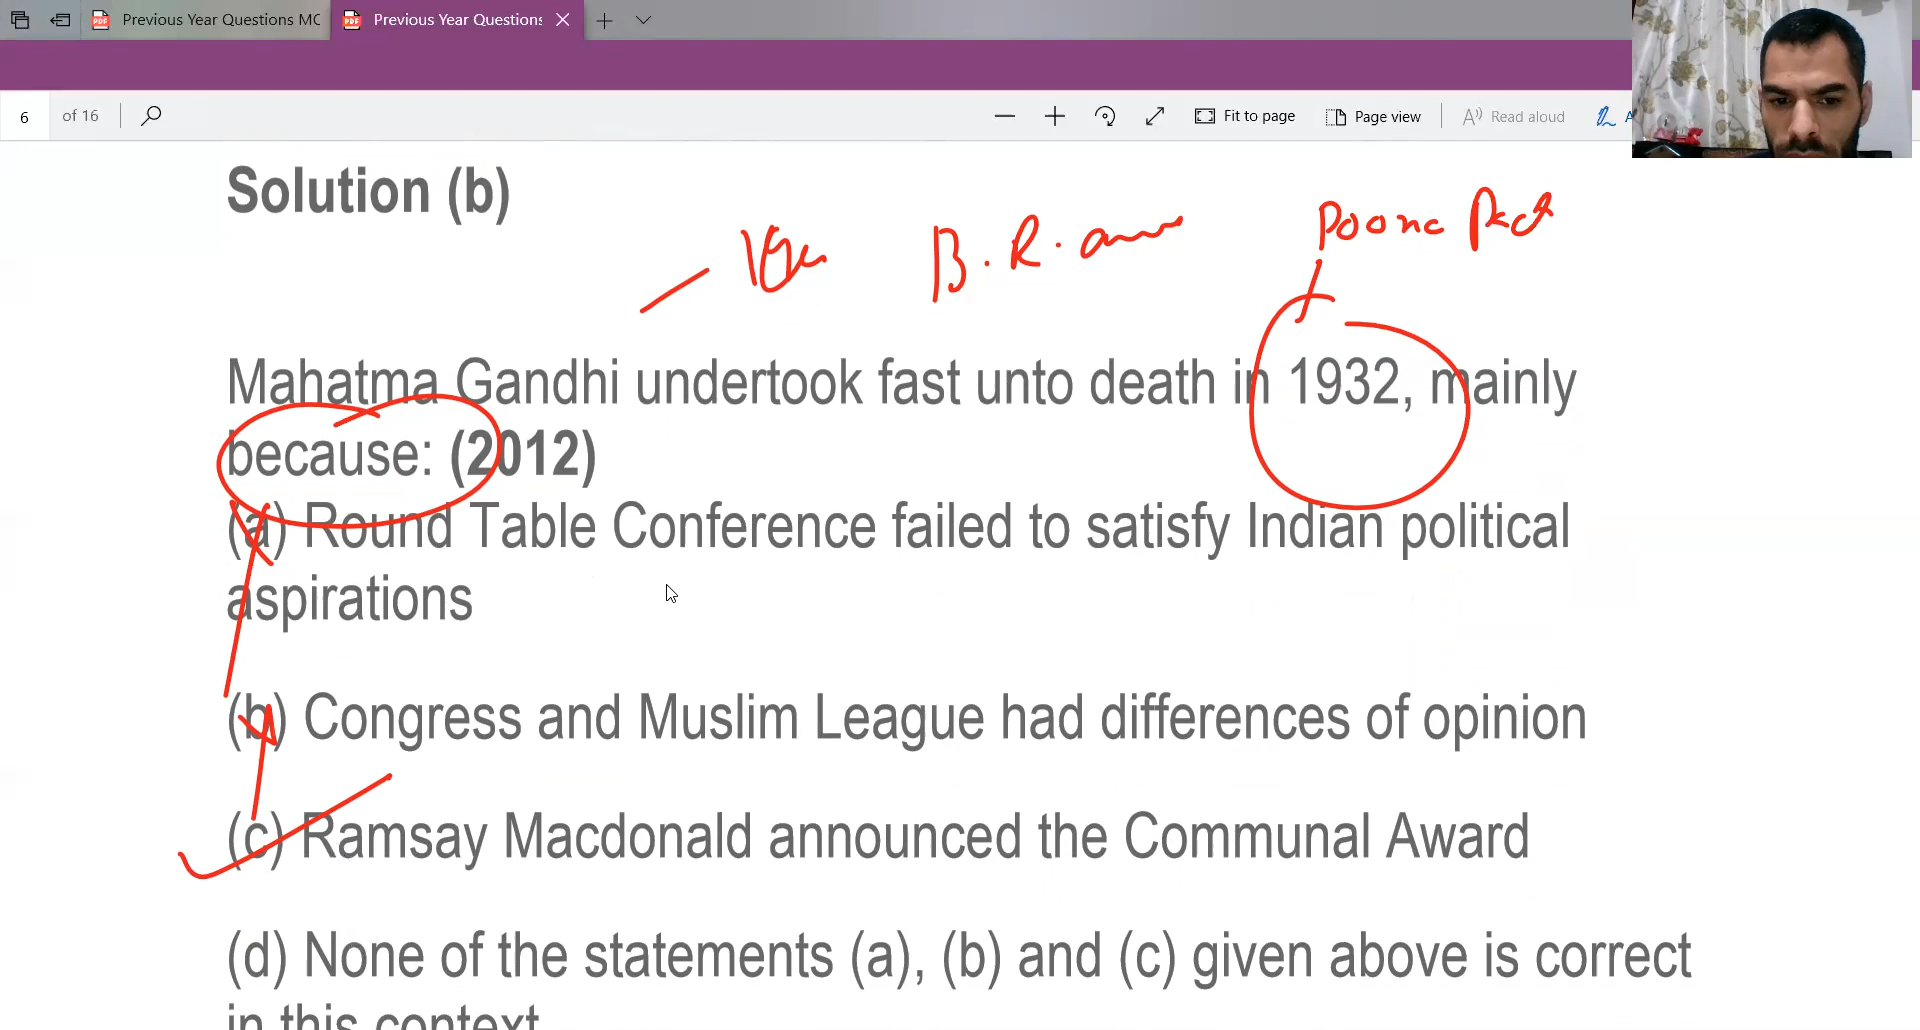 Previous Year Questions MC
Previous Year Questions
6 of 16
Fit to page
Page view
Read aloud
Solution (b)
B.R.
Poona Pact
Mahatma Gandhi undertook fast unto death in 1932, mainly
because: (2012)
(a) Round Table Conference failed to satisfy Indian political
aspirations
(b) Congress and Muslim League had differences of opinion
(c) Ramsay Macdonald announced the Communal Award
(d) None of the statements (a), (b) and (c) given above is correct
in this context